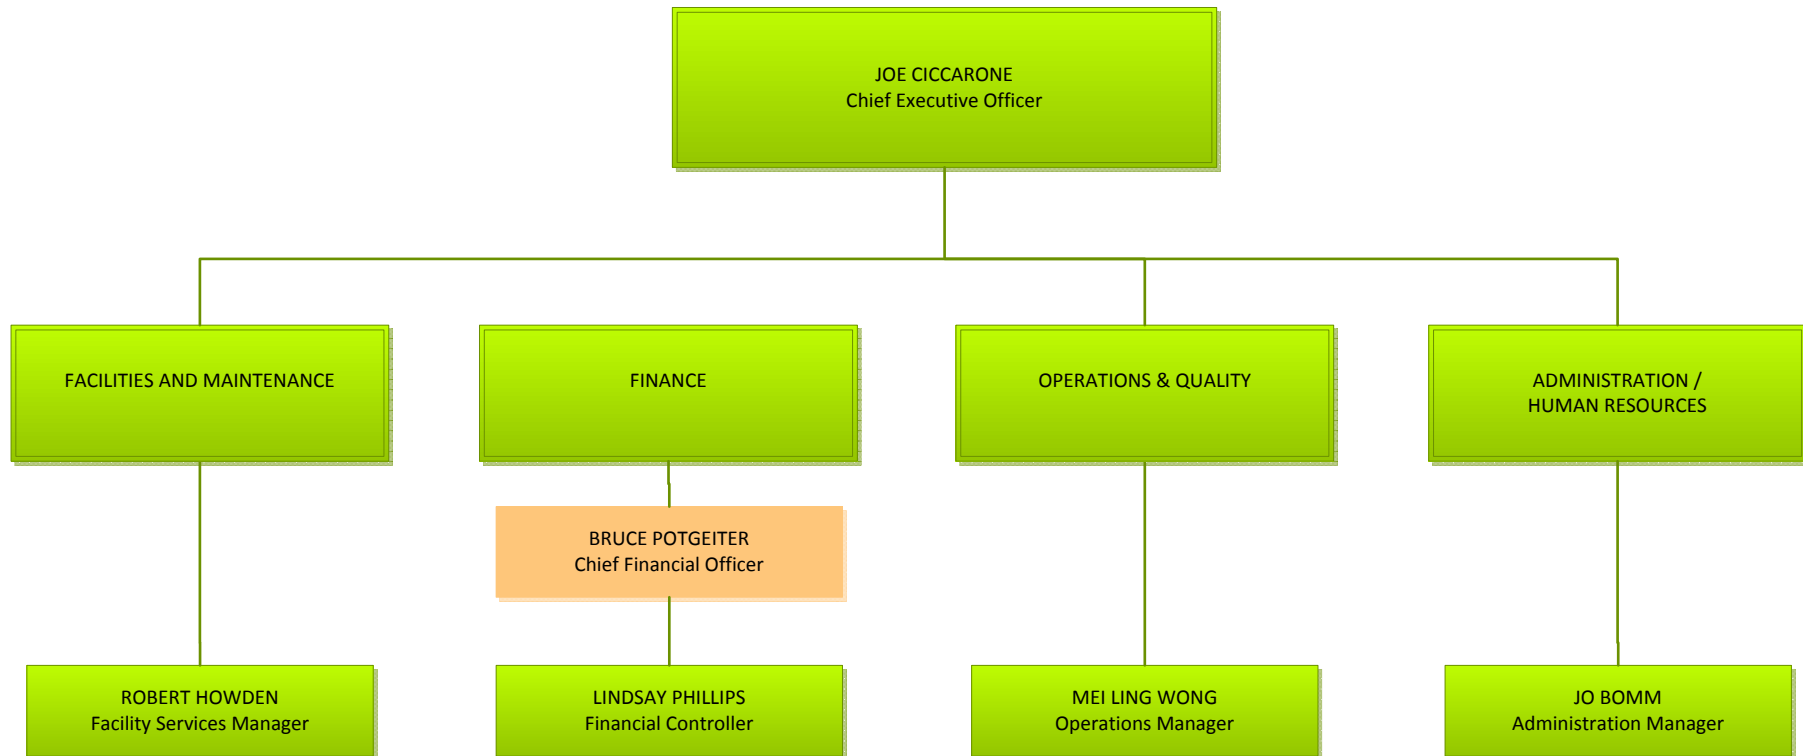 JOE CICCARONE
Chief Executive Officer
FACILITIES AND MAINTENANCE
FINANCE
OPERATIONS & QUALITY
ADMINISTRATION /
HUMAN RESOURCES
BRUCE POTGEITER
Chief Financial Officer
ROBERT HOWDEN
Facility Services Manager
LINDSAY PHILLIPS
Financial Controller
MEI LING WONG
Operations Manager
JO BOMM
Administration Manager